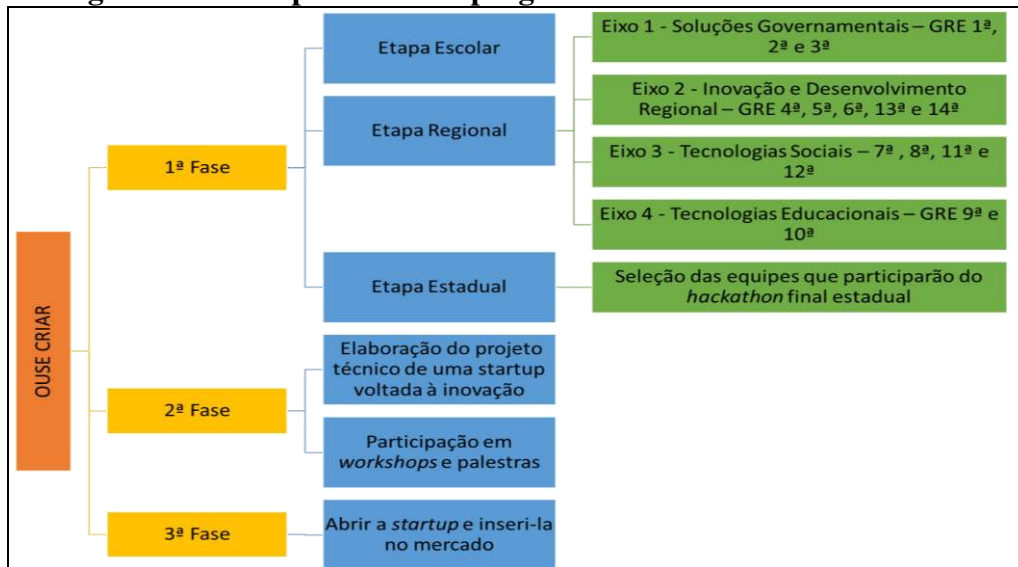 Etapa Escolar
Eixo 1 - Soluções Governamentais – GRE 1ª,
2ª e 3ª
Etapa Regional
Eixo 2 - Inovação e Desenvolvimento
Regional – GRE 4ª, 5ª, 6ª, 13ª e 14ª
1ª Fase
Eixo 3 - Tecnologias Sociais – 7ª , 8ª, 11ª e
12ª
Eixo 4 - Tecnologias Educacionais – GRE 9ª e
10ª
Etapa Estadual
Seleção das equipes que participarão do
hackathon final estadual
OUSE CRIAR
Elaboração do projeto
técnico de uma startup
voltada à inovação
2ª Fase
Participação em
workshops e palestras
3ª Fase
Abrir a startup e inseri-la
no mercado